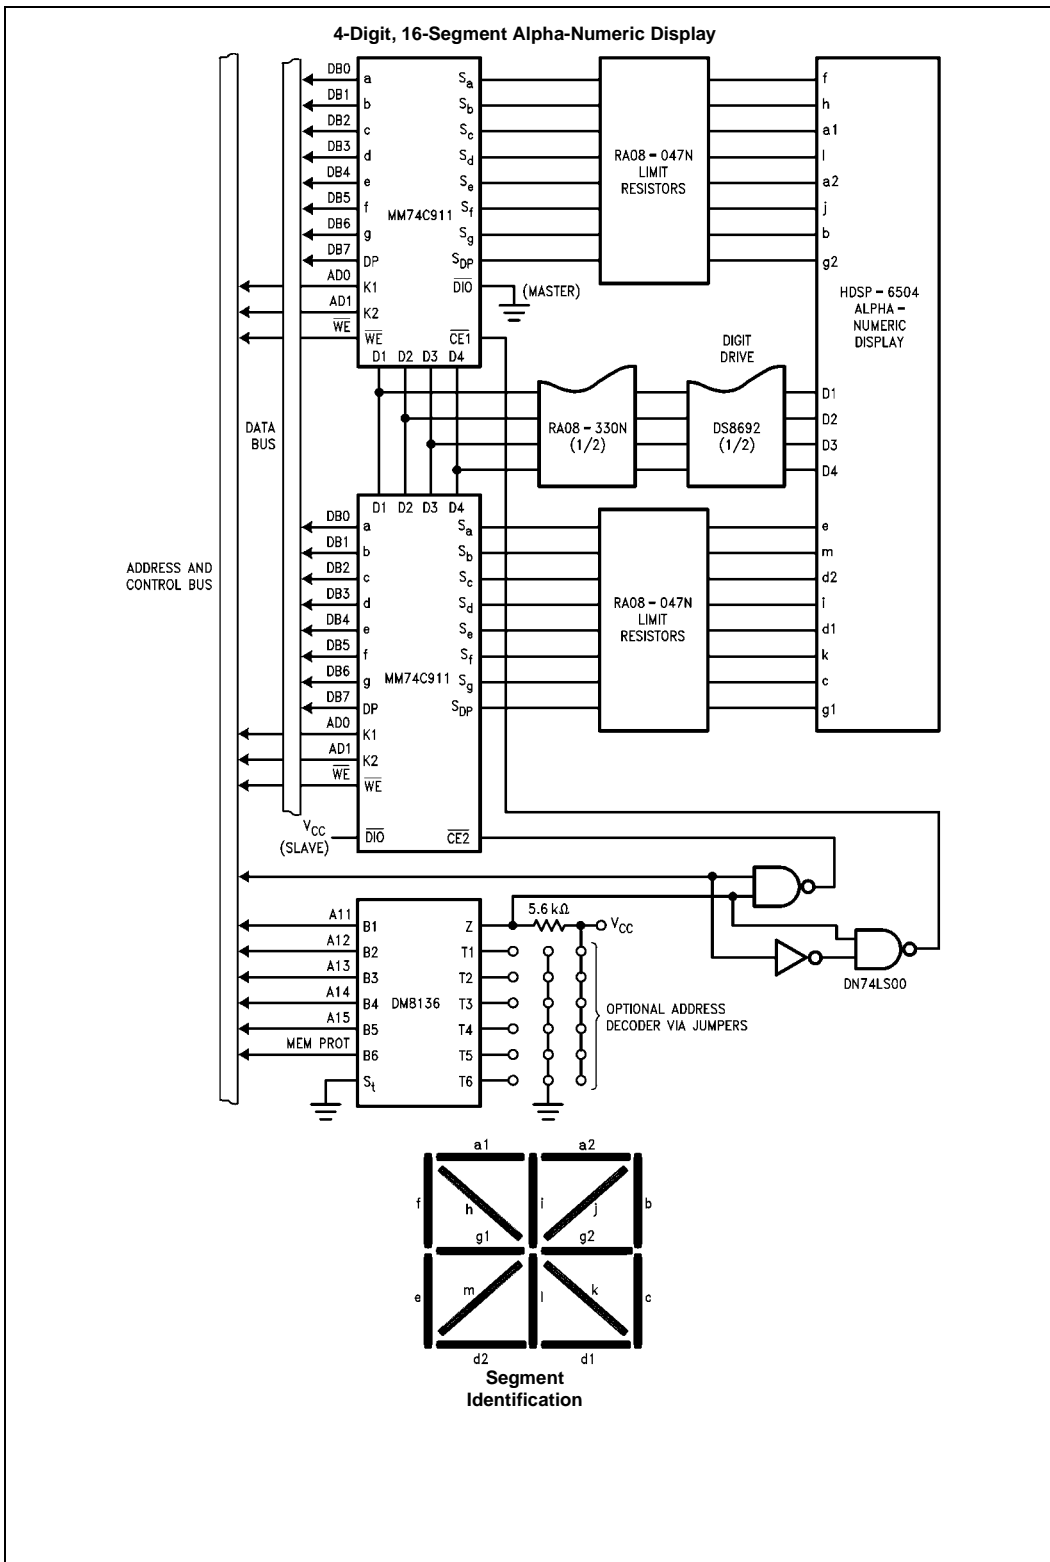 4-Digit, 16-Segment Alpha-Numeric Display
DB0 a Sa f
DB1 b Sb h
DB2 c Sc a1
DB3 d Sd l
DB4 e Se a2
DB5 f Sf j
DB6 g Sg b
DB7 DP SDP g2
AD0 K1 DIO (MASTER)
AD1 K2
WE WE CE1
MM74C911
RA08-047N
LIMIT
RESISTORS
HDSP-6504
ALPHA-
NUMERIC
DISPLAY
D1 D2 D3 D4
DIGIT
DRIVE
RA08-330N
(1/2)
DS8692
(1/2)
D1
D2
D3
D4
DATA
BUS
D1 D2 D3 D4
DB0 a Sa e
DB1 b Sb m
DB2 c Sc d2
DB3 d Sd i
DB4 e Se d1
DB5 f Sf k
DB6 g Sg c
DB7 DP SDP g1
AD0 K1
AD1 K2
WE WE
MM74C911
RA08-047N
LIMIT
RESISTORS
ADDRESS AND
CONTROL BUS
VCC
(SLAVE)
DIO CE2
5.6 kΩ
VCC
A11 B1 Z
A12 B2 T1
A13 B3 T2
A14 B4 T3
A15 B5 T4
MEM PROT B6 T5
St T6
DM8136
OPTIONAL ADDRESS
DECODER VIA JUMPERS
DN74LS00
a1 a2
f h i j b
g1 g2
e m l k c
d2 d1
Segment
Identification